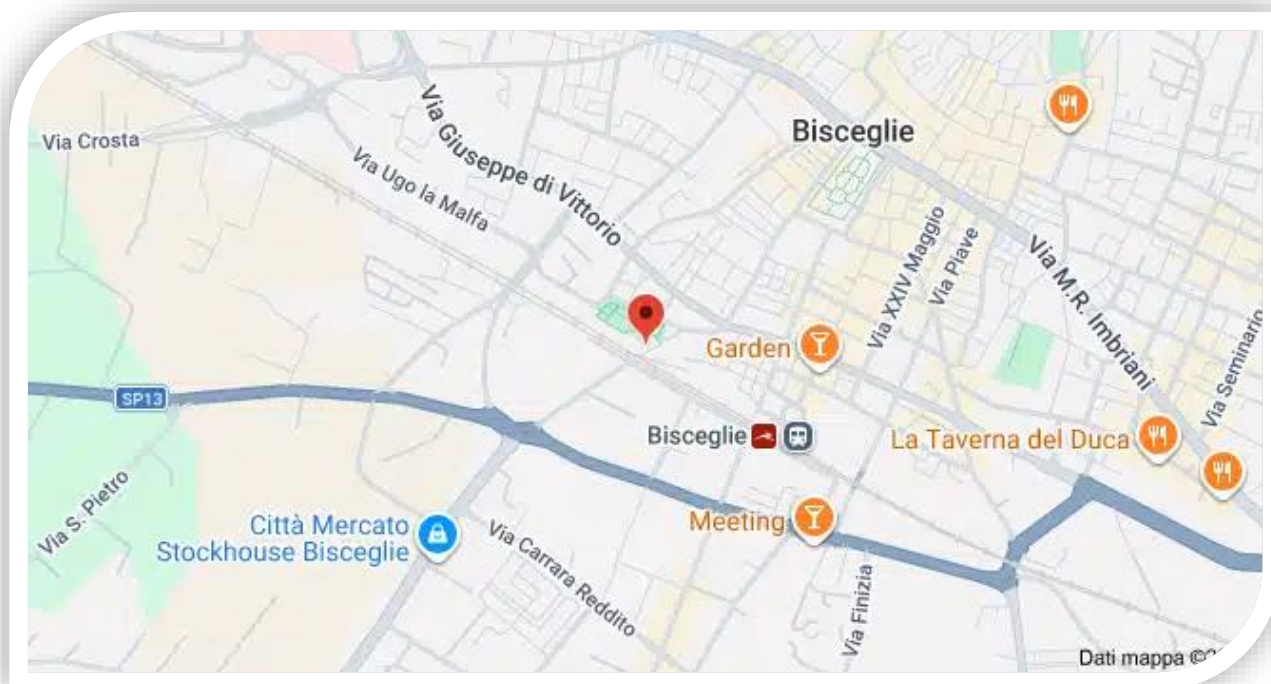 Bisceglie
Via Crosta
Via Giuseppe di Vittorio
Via Ugo la Malfa
Via XXIV Maggio
Via Piave
Via M.R. Imbriani
Via Seminario
Garden
Bisceglie
La Taverna del Duca
SP13
Via S. Pietro
Città Mercato
Stockhouse Bisceglie
Meeting
Via Carrara Reddito
Via Finizia
Dati mappa